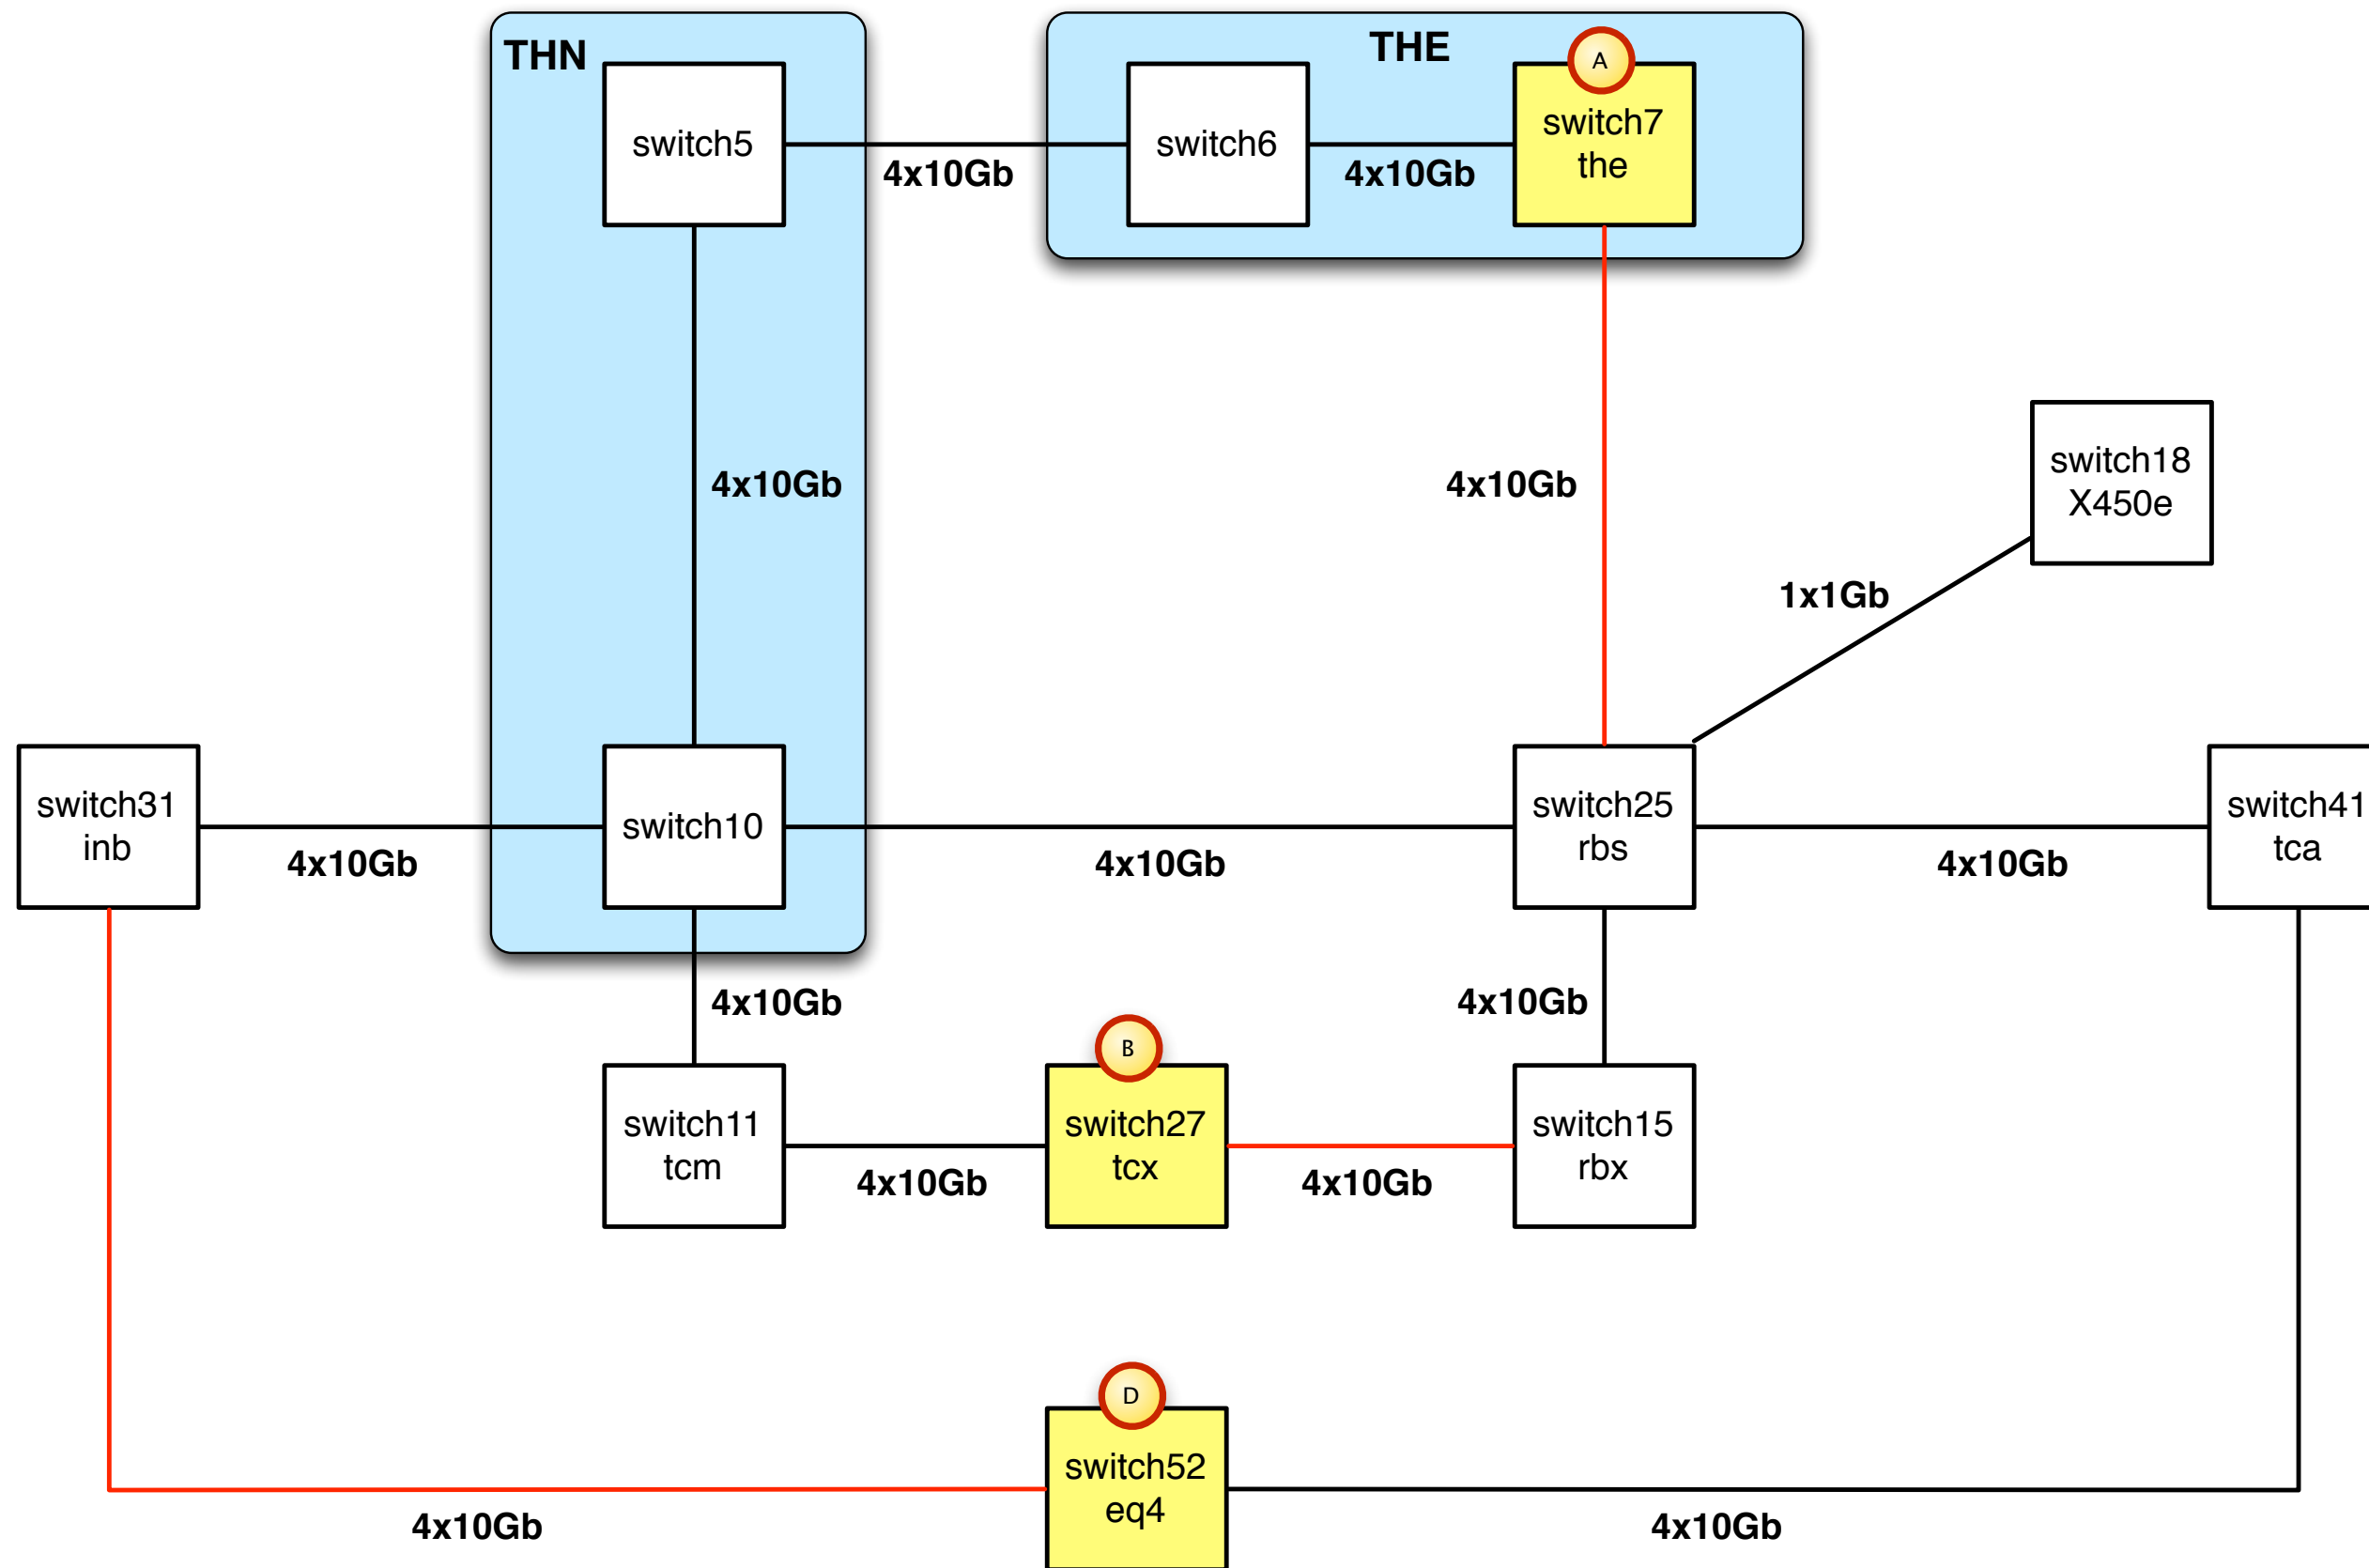 THN
THE
A
switch5
switch6
switch7
the
4x10Gb
4x10Gb
4x10Gb
4x10Gb
switch18
X450e
1x1Gb
switch31
inb
switch10
switch25
rbs
switch41
tca
4x10Gb
4x10Gb
4x10Gb
4x10Gb
4x10Gb
B
switch11
tcm
switch27
tcx
switch15
rbx
4x10Gb
4x10Gb
D
switch52
eq4
4x10Gb
4x10Gb